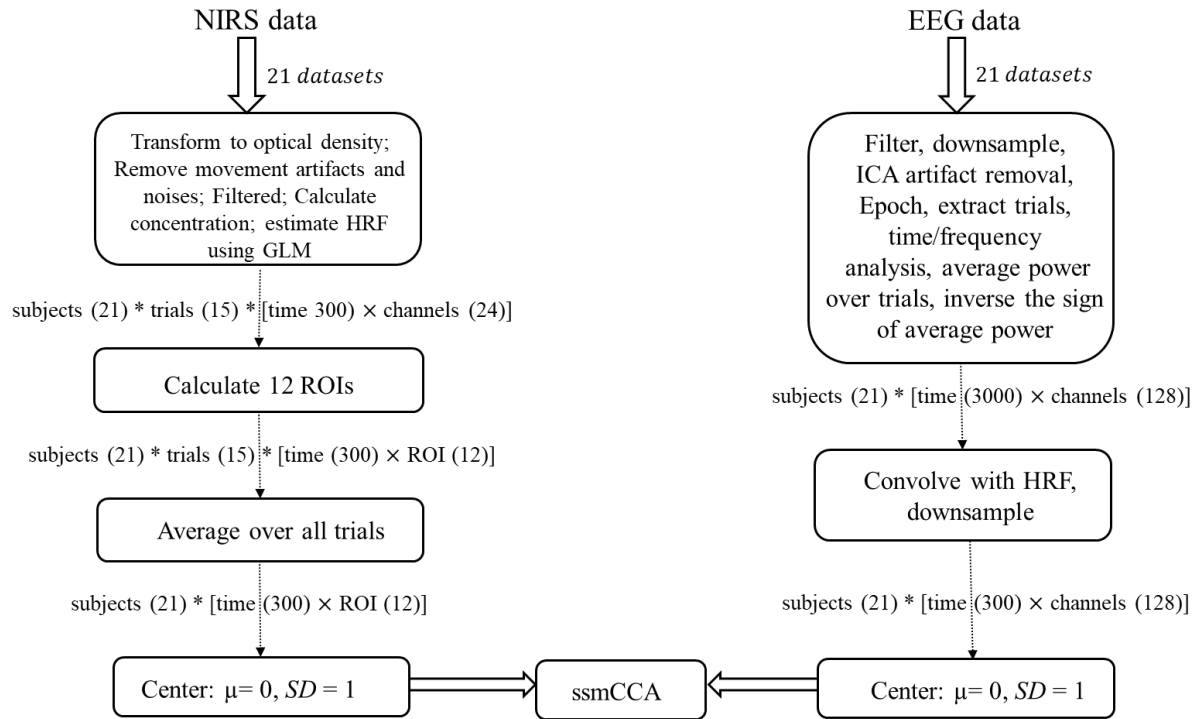 NIRS data
21 datasets
Transform to optical density;
Remove movement artifacts and
noises; Filtered; Calculate
concentration; estimate HRF
using GLM
subjects (21) * trials (15) * [time 300) × channels (24)]
Calculate 12 ROIs
subjects (21) * trials (15) * [time (300) × ROI (12)]
Average over all trials
subjects (21) * [time (300) × ROI (12)]
Center: μ= 0, SD = 1
ssmCCA
EEG data
21 datasets
Filter, downsample,
ICA artifact removal,
Epoch, extract trials,
time/frequency
analysis, average power
over trials, inverse the sign
of average power
subjects (21) * [time (3000) × channels (128)]
Convolve with HRF,
downsample
subjects (21) * [time (300) × channels (128)]
Center: μ= 0, SD = 1